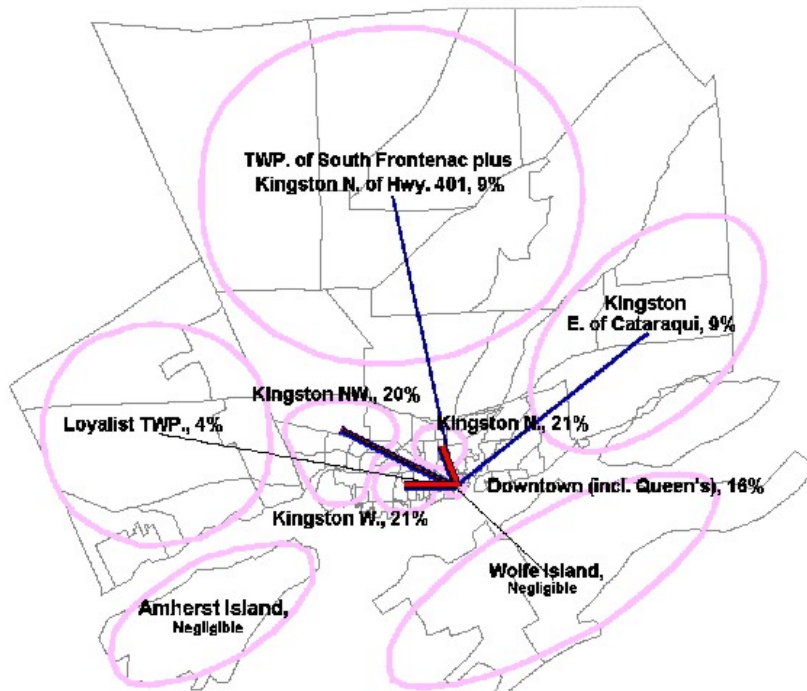 TWP. of South Frontenac plus
Kingston N. of Hwy. 401, 9%
Kingston
E. of Cataraqui, 9%
Kingston NW., 20%
Loyalist TWP., 4%
Kingston N., 21%
Downtown (incl. Queen's), 16%
Kingston W., 21%
Wolfe Island,
Negligible
Amherst Island,
Negligible